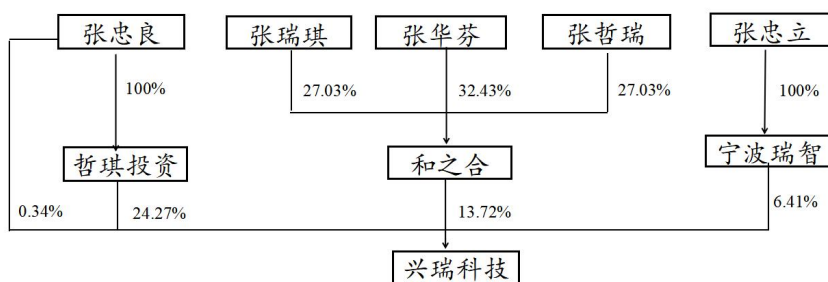 张忠良 张瑞琪 张华芬 张哲瑞 张忠立
100% 27.03% 32.43% 27.03% 100%
哲琪投资 和之合 宁波瑞智
0.34% 24.27% 13.72% 6.41%
兴瑞科技